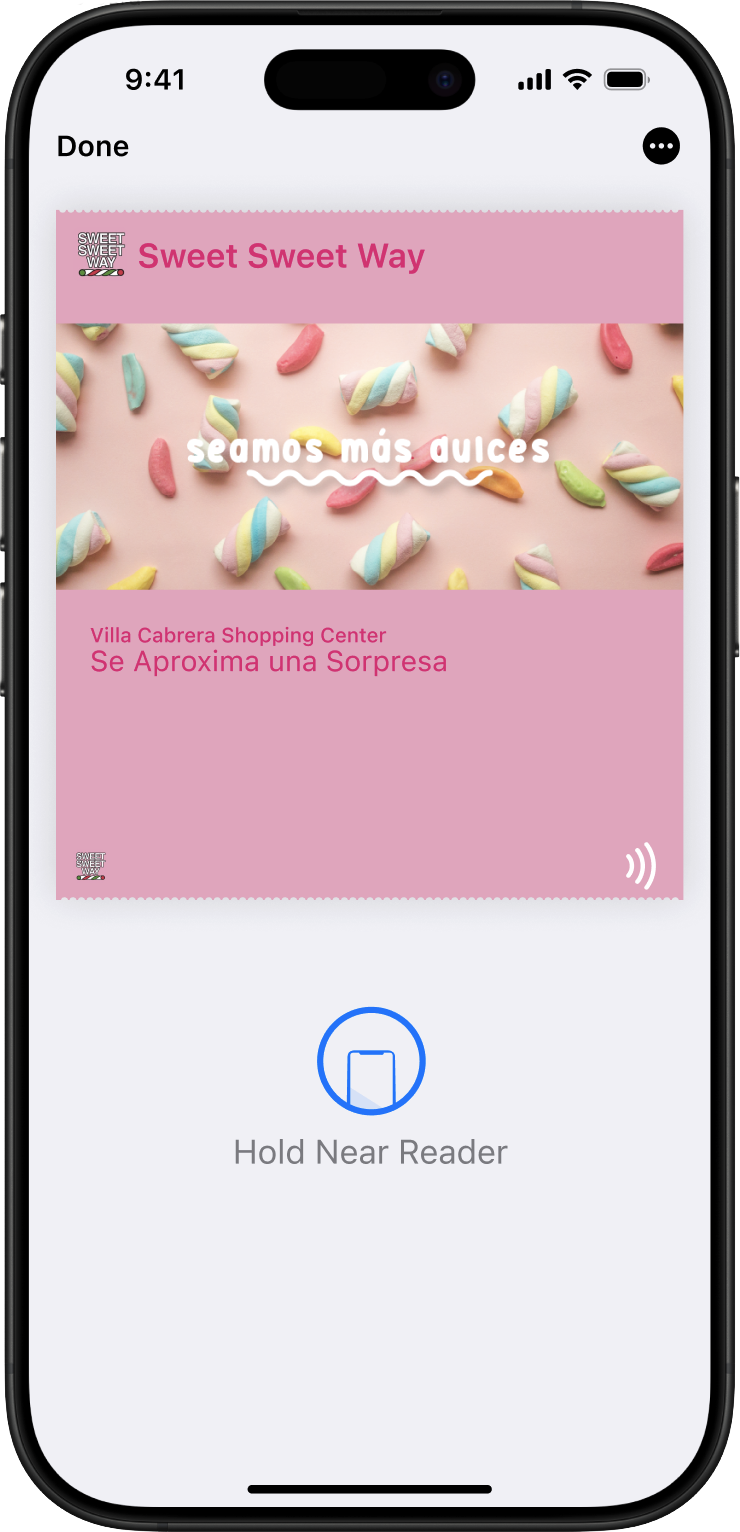 9:41
Done
SWEET
SWEET
WAY
Sweet Sweet Way
seamos más dulces
Villa Cabrera Shopping Center
Se Aproxima una Sorpresa
SWEET
SWEET
WAY
Hold Near Reader